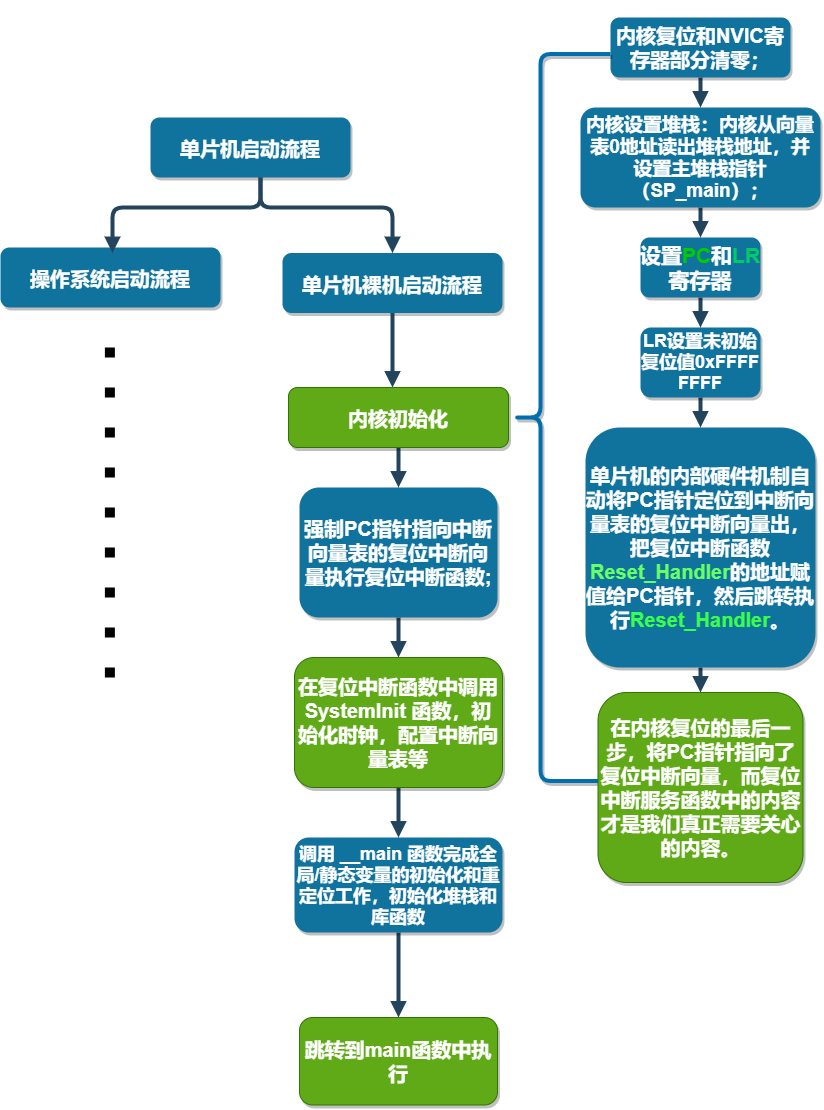 单片机启动流程
操作系统启动流程
单片机裸机启动流程
内核初始化
强制PC指针指向中断
向量表的复位中断向
量执行复位中断函数;
在复位中断函数中调用
SystemInit 函数，初
始化时钟，配置中断向
量表等
调用 __main 函数完成全
局/静态变量的初始化和重
定位工作，初始化堆栈和
库函数
跳转到main函数中执
行
内核复位和NVIC寄
存器部分清零；
内核设置堆栈：内核从向量
表0地址读出堆栈地址，并
设置主堆栈指针
（SP_main）；
设置PC和LR
寄存器
LR设置未初始
复位值0xFFFF
FFFF
单片机的内部硬件机制自
动将PC指针定位到中断向
量表的复位中断向量出，
把复位中断函数
Reset_Handler的地址赋
值给PC指针，然后跳转执
行Reset_Handler。
在内核复位的最后一
步，将PC指针指向了
复位中断向量，而复位
中断服务函数中的内容
才是我们真正需要关心
的内容。